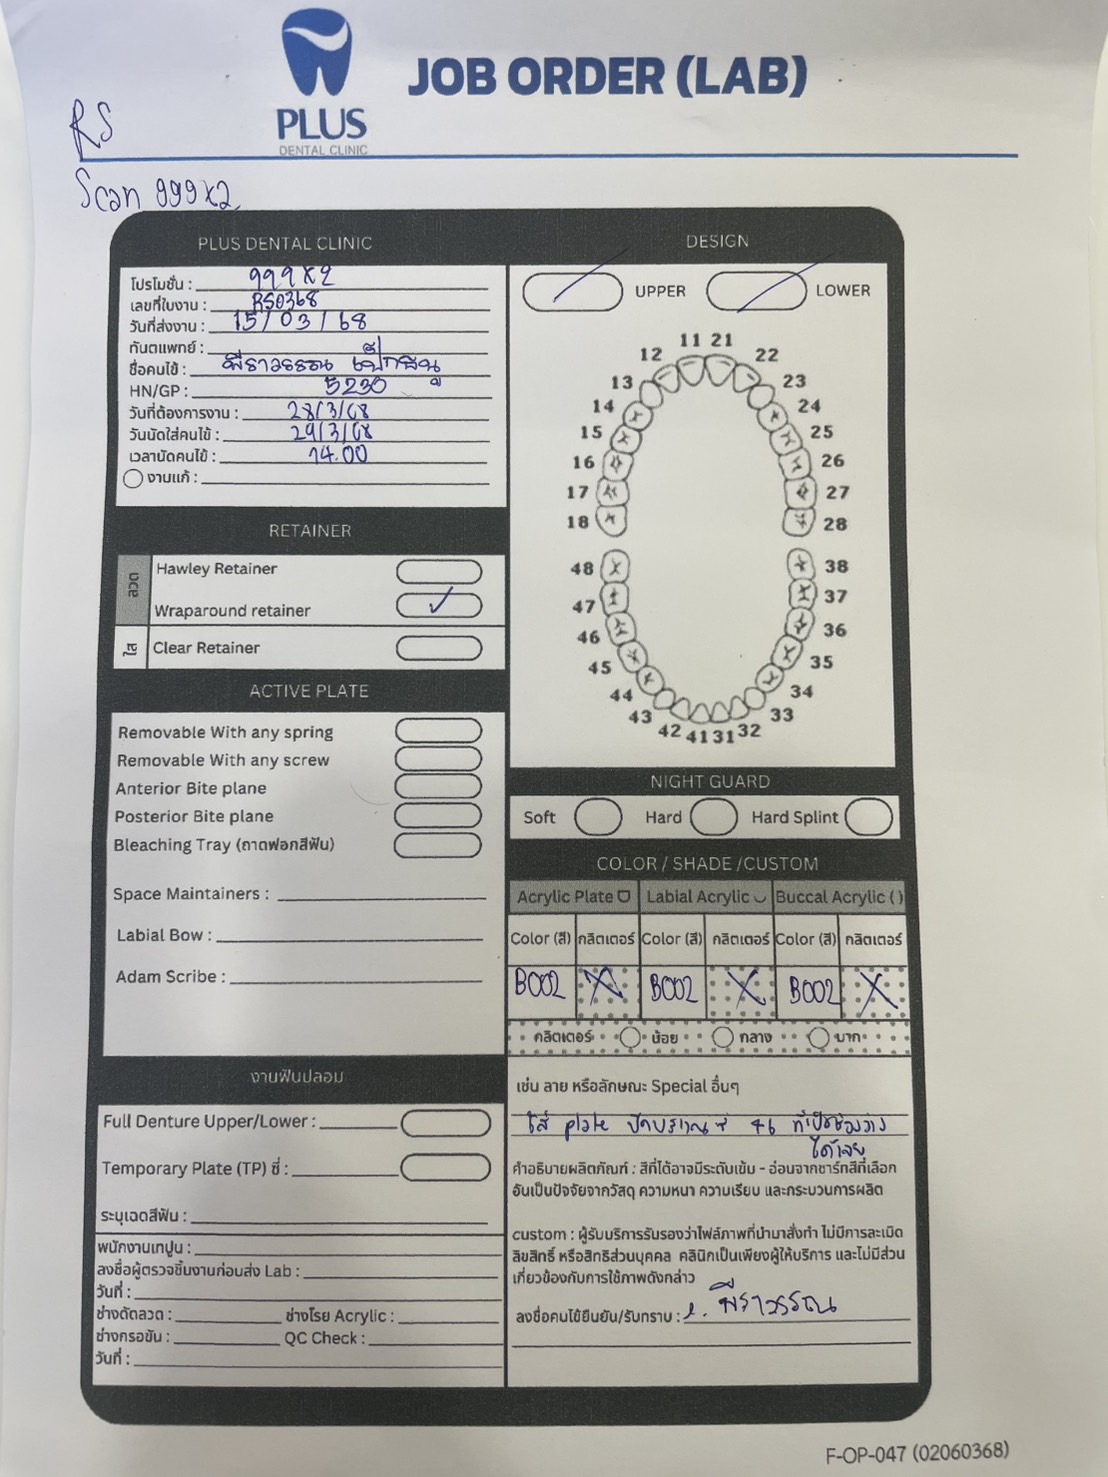 PLUS
DENTAL CLINIC
JOB ORDER (LAB)
RS
Scan 999x2
PLUS DENTAL CLINIC
โปรโมชั่น : 999x2
เลขที่ใบงาน : RS0368
วันที่ส่งงาน : 15/03/68
ทันตแพทย์ :
ชื่อคนไข้ : พีราวรรณ
HN/GP : 5230
วันที่ต้องการงาน : 28/3/68
วันนัดใส่คนไข้ : 29/3/68
เวลานัดคนไข้ : 14.00
งานแก้ :
RETAINER
ลวด
Hawley Retainer
Wraparound retainer ✓
ใส
Clear Retainer
ACTIVE PLATE
Removable With any spring
Removable With any screw
Anterior Bite plane
Posterior Bite plane
Bleaching Tray (ถาดฟอกสีฟัน)
Space Maintainers :
Labial Bow :
Adam Scribe :
งานฟันปลอม
Full Denture Upper/Lower :
Temporary Plate (TP) ซี่ :
ระบุเฉดสีฟัน :
พนักงานเทปูน :
ลงชื่อผู้ตรวจชิ้นงานก่อนส่ง Lab :
วันที่ :
ช่างดัดลวด : ช่างโรย Acrylic :
ช่างกรอขัน : QC Check :
วันที่ :
DESIGN
UPPER LOWER
11 21
12 22
13 23
14 24
15 25
16 26
17 27
18 28
48 38
47 37
46 36
45 35
44 34
43 33
42 41 31 32
NIGHT GUARD
Soft Hard Hard Splint
COLOR / SHADE /CUSTOM
Acrylic Plate Labial Acrylic Buccal Acrylic ( )
Color (สี) กลิตเตอร์ Color (สี) กลิตเตอร์ Color (สี) กลิตเตอร์
B002 X B002 X B002 X
กลิตเตอร์ น้อย กลาง มาก
เช่น ลาย หรือลักษณะ Special อื่นๆ
ใส่ plate ปิดบริเวณ ซี่ 46 ที่เป็นช่องว่าง
ได้เลย
คำอธิบายผลิตภัณฑ์ : สีที่ได้อาจมีระดับเข้ม - อ่อนจากชาร์ทสีที่เลือก
อันเป็นปัจจัยจากวัสดุ ความหนา ความเรียบ และกระบวนการผลิต
custom : ผู้รับบริการรับรองว่าไฟล์ภาพที่นำมาสั่งทำ ไม่มีการละเมิด
ลิขสิทธิ์ หรือสิทธิส่วนบุคคล คลินิกเป็นเพียงผู้ให้บริการ และไม่มีส่วน
เกี่ยวข้องกับการใช้ภาพดังกล่าว
ลงชื่อคนไข้ยืนยัน/รับทราบ : พีราวรรณ
F-OP-047 (02060368)